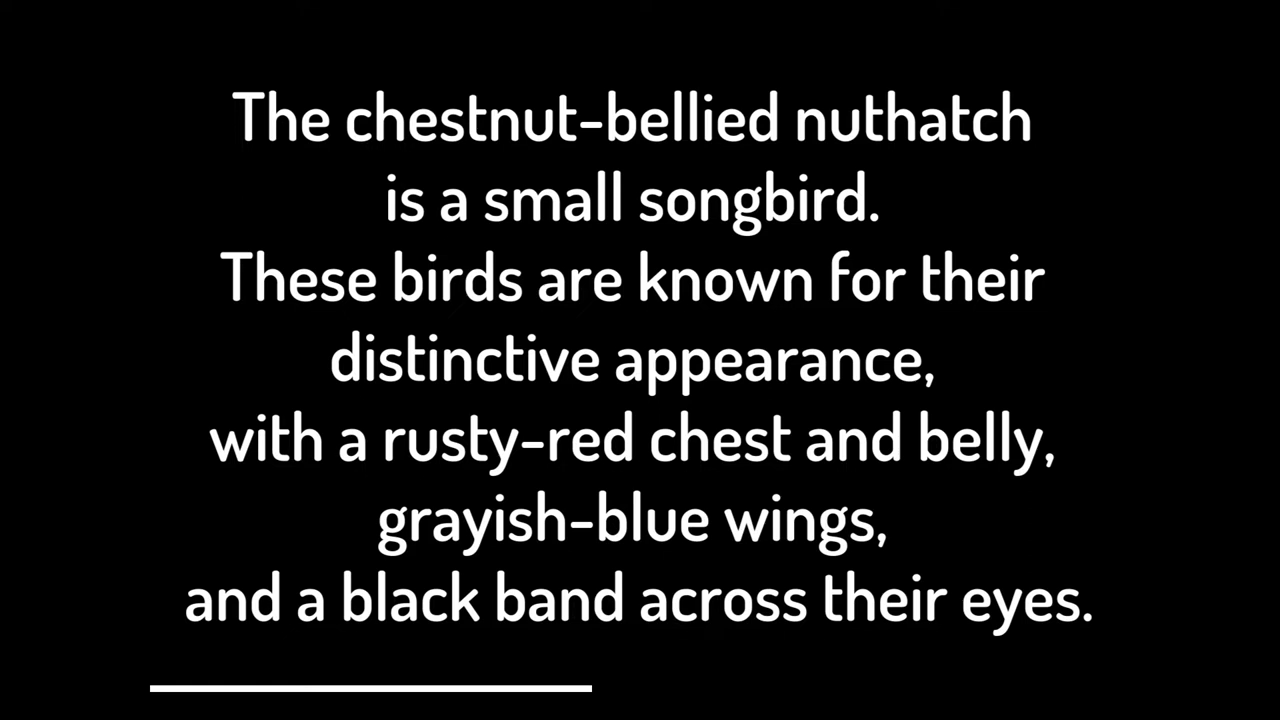 The chestnut-bellied nuthatch
is a small songbird.
These birds are known for their
distinctive appearance,
with a rusty-red chest and belly,
grayish-blue wings,
and a black band across their eyes.